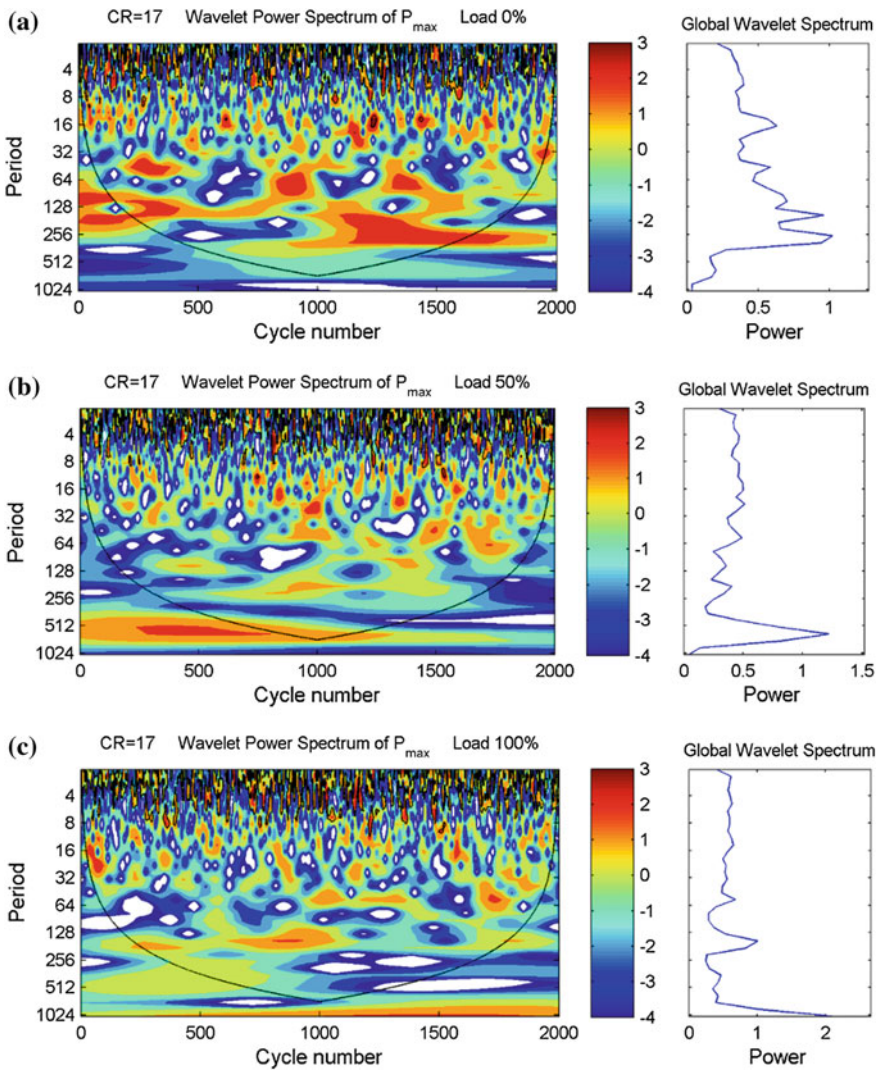 (a) CR=17 Wavelet Power Spectrum of Pmax Load 0%
Global Wavelet Spectrum
Period
4
8
16
32
64
128
256
512
1024
0 500 1000 1500 2000
Cycle number
3
2
1
0
-1
-2
-3
-4
0 0.5 1
Power
(b) CR=17 Wavelet Power Spectrum of Pmax Load 50%
Global Wavelet Spectrum
Period
4
8
16
32
64
128
256
512
1024
0 500 1000 1500 2000
Cycle number
3
2
1
0
-1
-2
-3
-4
0 0.5 1 1.5
Power
(c) CR=17 Wavelet Power Spectrum of Pmax Load 100%
Global Wavelet Spectrum
Period
4
8
16
32
64
128
256
512
1024
0 500 1000 1500 2000
Cycle number
3
2
1
0
-1
-2
-3
-4
0 1 2
Power